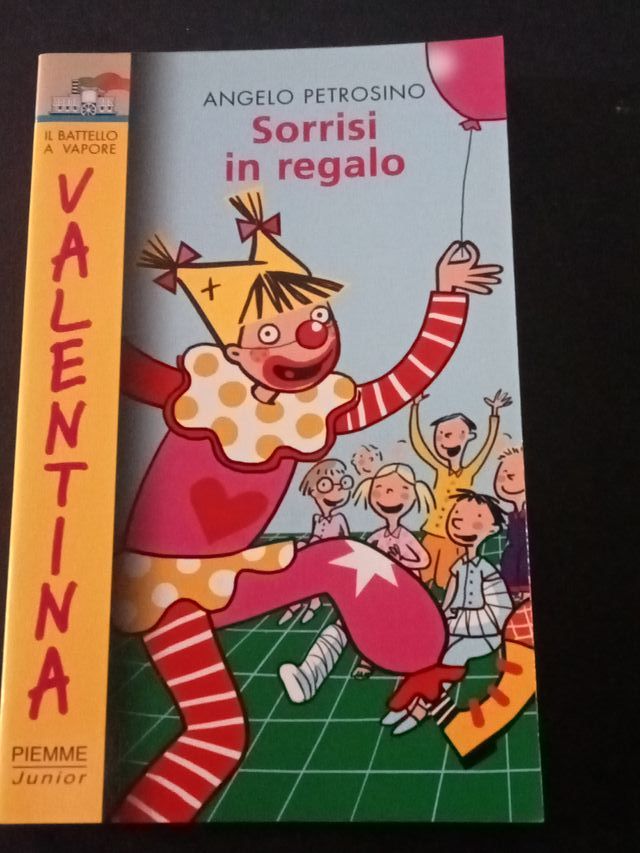 IL BATTELLO
A VAPORE
VALENTINA
PIEMME
Junior
ANGELO PETROSINO
Sorrisi
in regalo